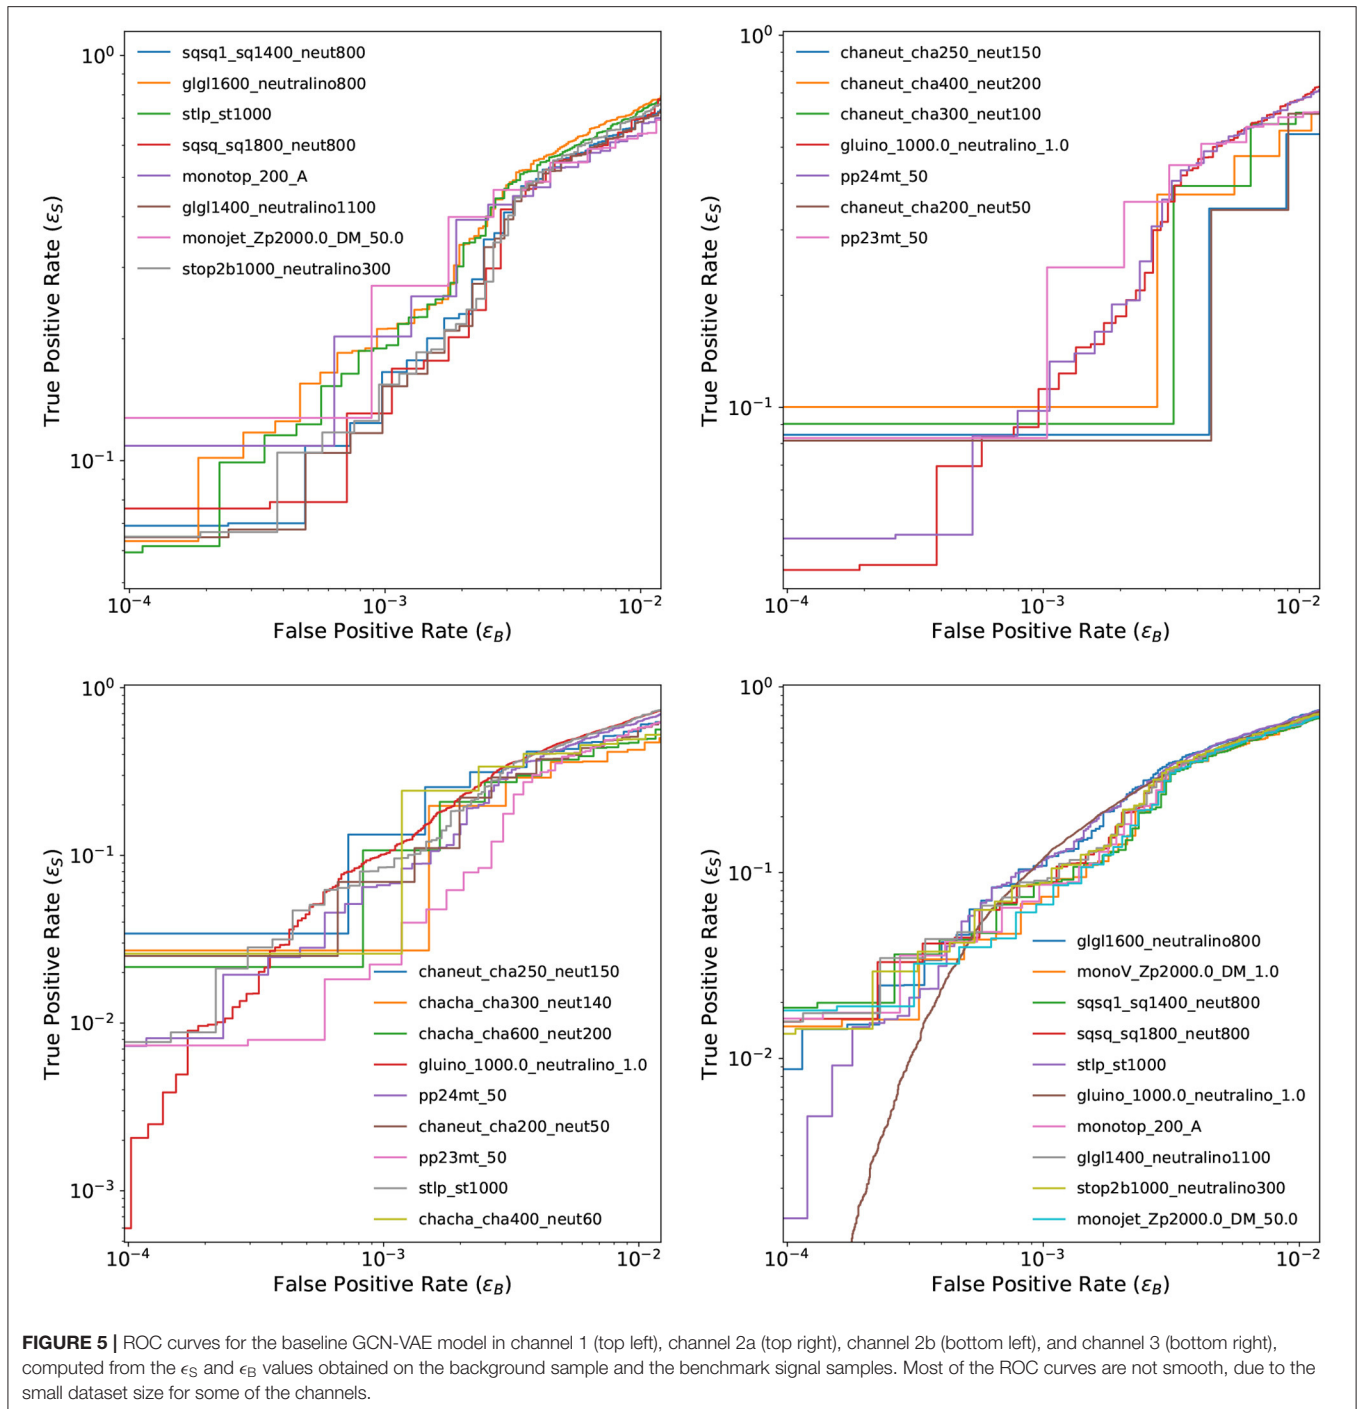 10⁰
10⁻¹
True Positive Rate (εS)
sqsq1_sq1400_neut800
glgl1600_neutralino800
stlp_st1000
sqsq_sq1800_neut800
monotop_200_A
glgl1400_neutralino1100
monojet_Zp2000.0_DM_50.0
stop2b1000_neutralino300
10⁻⁴ 10⁻³ 10⁻²
False Positive Rate (εB)
10⁰
10⁻¹
True Positive Rate (εS)
chaneut_cha250_neut150
chaneut_cha400_neut200
chaneut_cha300_neut100
gluino_1000.0_neutralino_1.0
pp24mt_50
chaneut_cha200_neut50
pp23mt_50
10⁻⁴ 10⁻³ 10⁻²
False Positive Rate (εB)
10⁰
10⁻¹
10⁻²
10⁻³
True Positive Rate (εS)
chaneut_cha250_neut150
chacha_cha300_neut140
chacha_cha600_neut200
gluino_1000.0_neutralino_1.0
pp24mt_50
chaneut_cha200_neut50
pp23mt_50
stlp_st1000
chacha_cha400_neut60
10⁻⁴ 10⁻³ 10⁻²
False Positive Rate (εB)
10⁰
10⁻¹
10⁻²
True Positive Rate (εS)
glgl1600_neutralino800
monoV_Zp2000.0_DM_1.0
sqsq1_sq1400_neut800
sqsq_sq1800_neut800
stlp_st1000
gluino_1000.0_neutralino_1.0
monotop_200_A
glgl1400_neutralino1100
stop2b1000_neutralino300
monojet_Zp2000.0_DM_50.0
10⁻⁴ 10⁻³ 10⁻²
False Positive Rate (εB)
FIGURE 5 | ROC curves for the baseline GCN-VAE model in channel 1 (top left), channel 2a (top right), channel 2b (bottom left), and channel 3 (bottom right),
computed from the ϵS and ϵB values obtained on the background sample and the benchmark signal samples. Most of the ROC curves are not smooth, due to the
small dataset size for some of the channels.